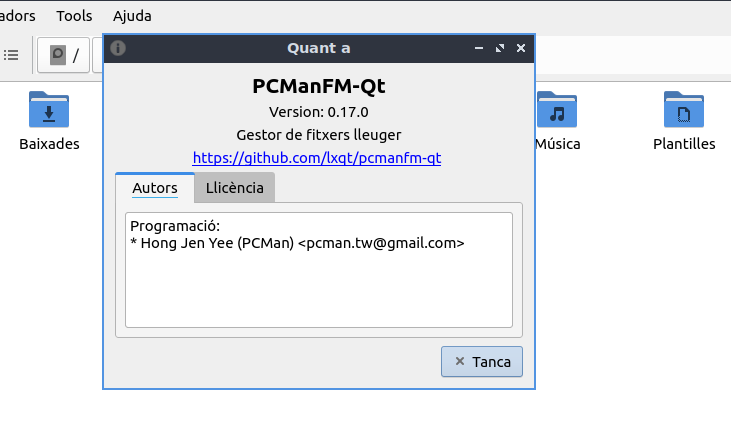 adors Tools Ajuda
Quant a
/
PCManFM-Qt
Version: 0.17.0
Gestor de fitxers lleuger
https://github.com/lxqt/pcmanfm-qt
Autors Llicència
Programació:
* Hong Jen Yee (PCMan) <pcman.tw@gmail.com>
Tanca
Baixades
Música
Plantilles